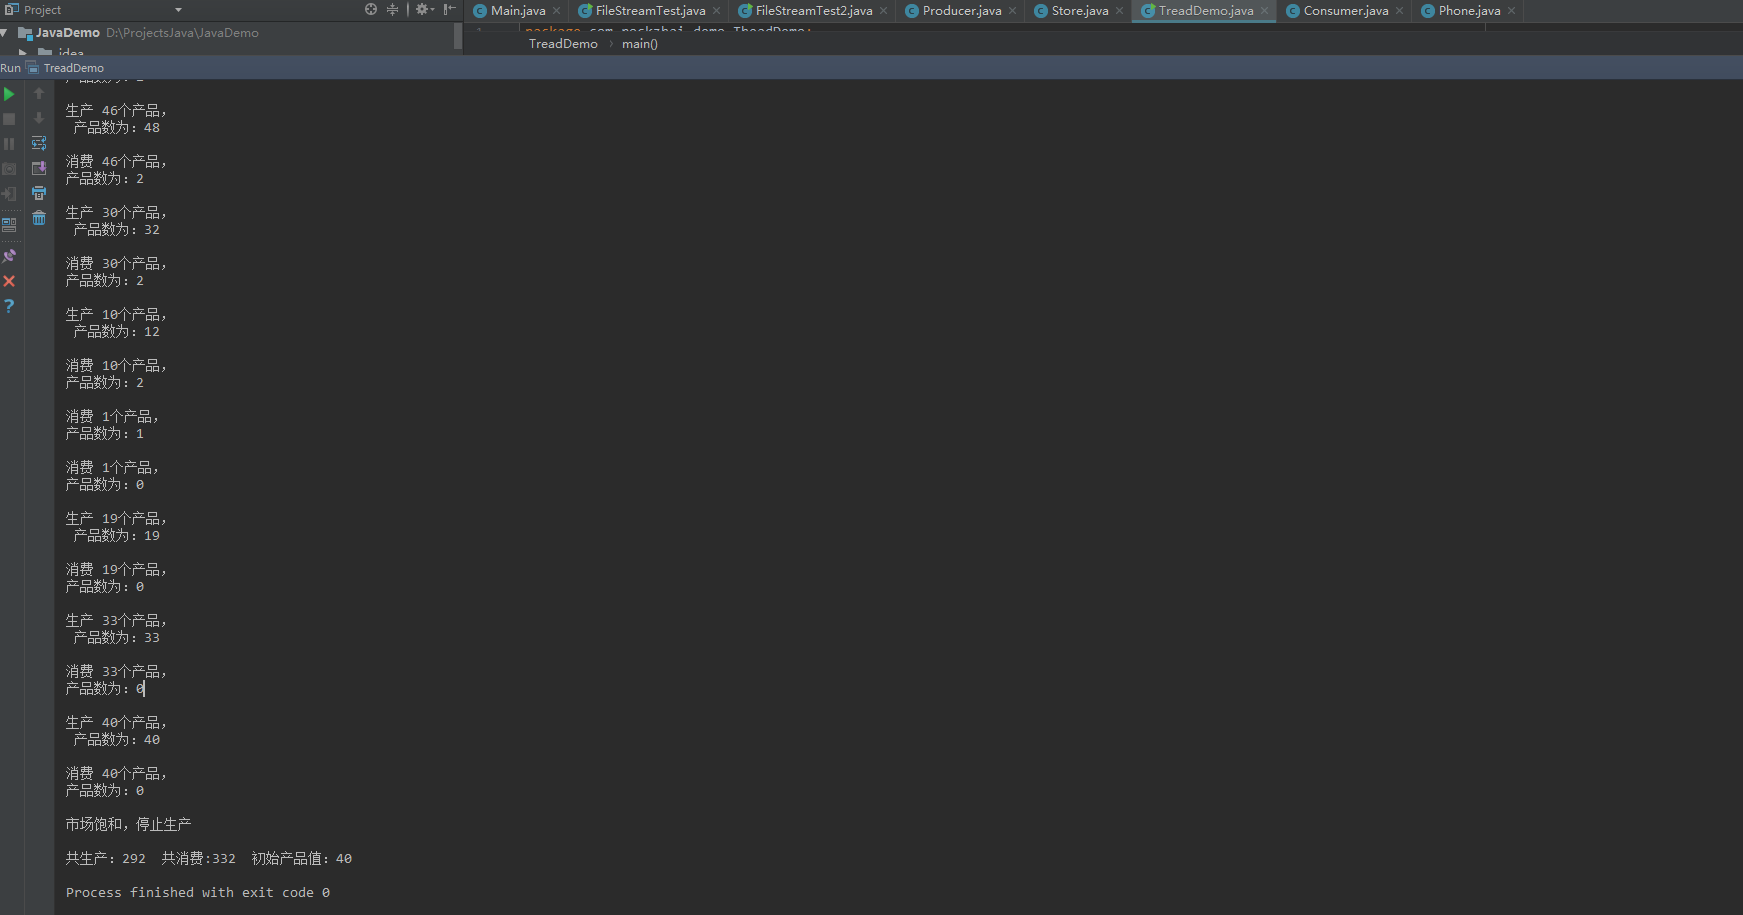 Project
Main.java
FileStreamTest.java
FileStreamTest2.java
Producer.java
Store.java
TreadDemo.java
Consumer.java
Phone.java
JavaDemo D:\ProjectsJava\JavaDemo
TreadDemo main()
Run TreadDemo
生产 46个产品，
产品数为：48
消费 46个产品，
产品数为：2
生产 30个产品，
产品数为：32
消费 30个产品，
产品数为：2
生产 10个产品，
产品数为：12
消费 10个产品，
产品数为：2
消费 1个产品，
产品数为：1
消费 1个产品，
产品数为：0
生产 19个产品，
产品数为：19
消费 19个产品，
产品数为：0
生产 33个产品，
产品数为：33
消费 33个产品，
产品数为：0
生产 40个产品，
产品数为：40
消费 40个产品，
产品数为：0
市场饱和，停止生产
共生产：292 共消费:332 初始产品值：40
Process finished with exit code 0